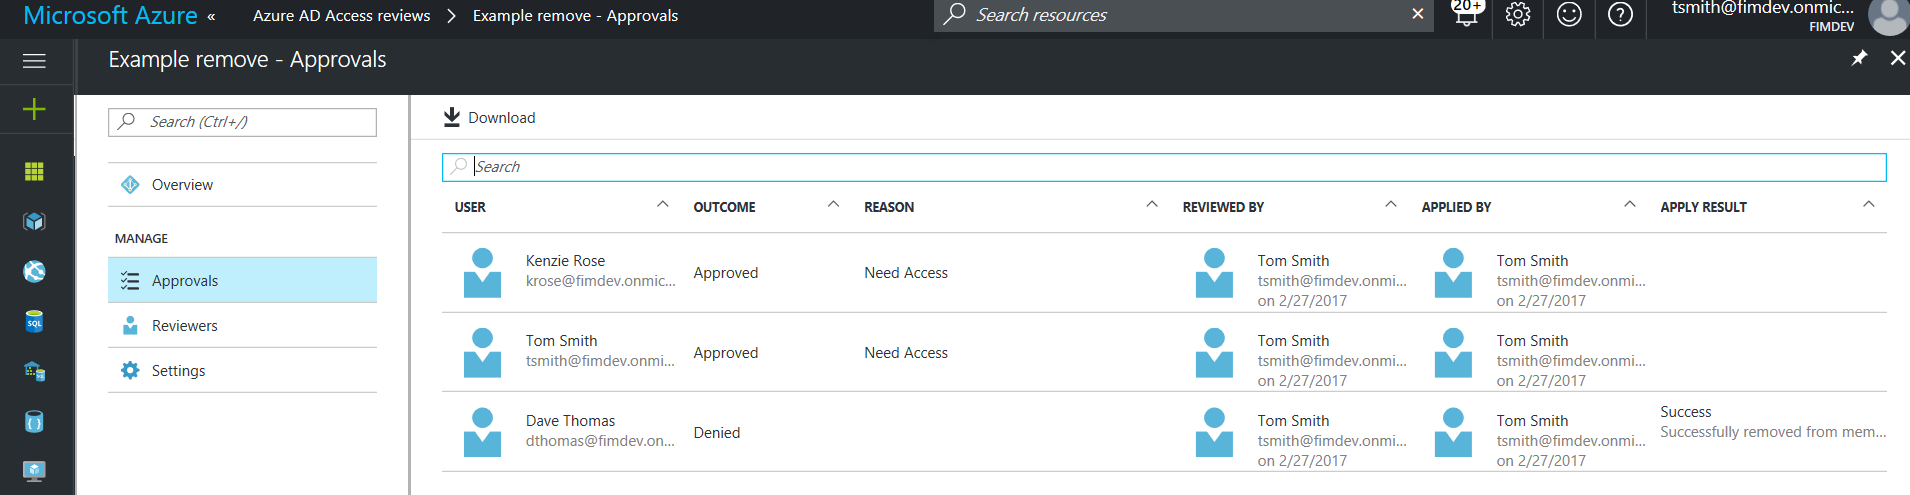 Microsoft Azure « Azure AD Access reviews > Example remove - Approvals Search resources × 20+ ? tsmith@fimdev.onmic...
FIMDEV
Example remove - Approvals
Search (Ctrl+/)
Overview
MANAGE
Approvals
Reviewers
Settings
Download
Search
USER OUTCOME REASON REVIEWED BY APPLIED BY APPLY RESULT
Kenzie Rose
krose@fimdev.onmic...
Approved
Need Access
Tom Smith
tsmith@fimdev.onmi...
on 2/27/2017
Tom Smith
tsmith@fimdev.onmi...
on 2/27/2017
Tom Smith
tsmith@fimdev.onmi...
Approved
Need Access
Tom Smith
tsmith@fimdev.onmi...
on 2/27/2017
Tom Smith
tsmith@fimdev.onmi...
on 2/27/2017
Dave Thomas
dthomas@fimdev.on...
Denied
Tom Smith
tsmith@fimdev.onmi...
on 2/27/2017
Tom Smith
tsmith@fimdev.onmi...
on 2/27/2017
Success
Successfully removed from mem...
SQL